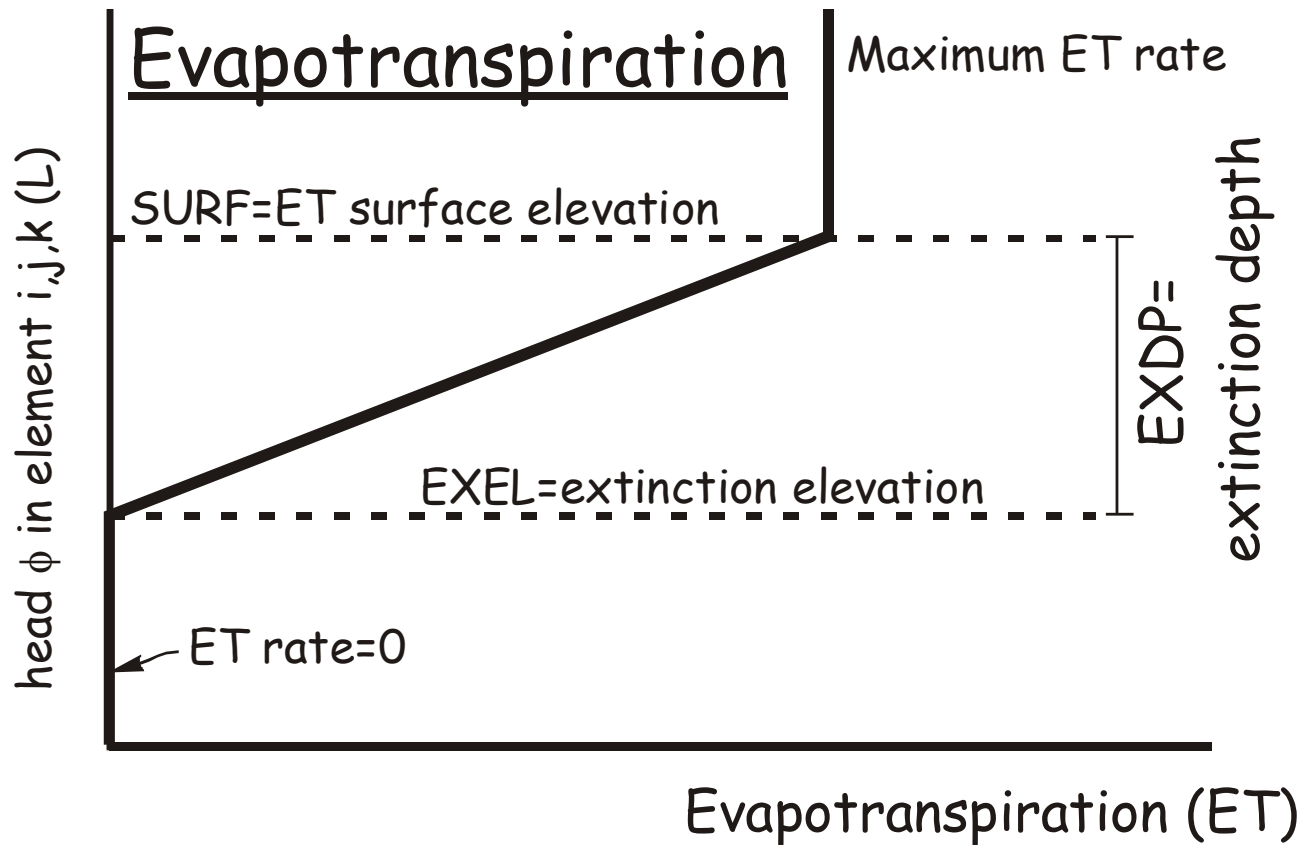 Evapotranspiration
Maximum ET rate
SURF=ET surface elevation
head ϕ in element i,j,k (L)
EXDP=
extinction depth
EXEL=extinction elevation
ET rate=0
Evapotranspiration (ET)